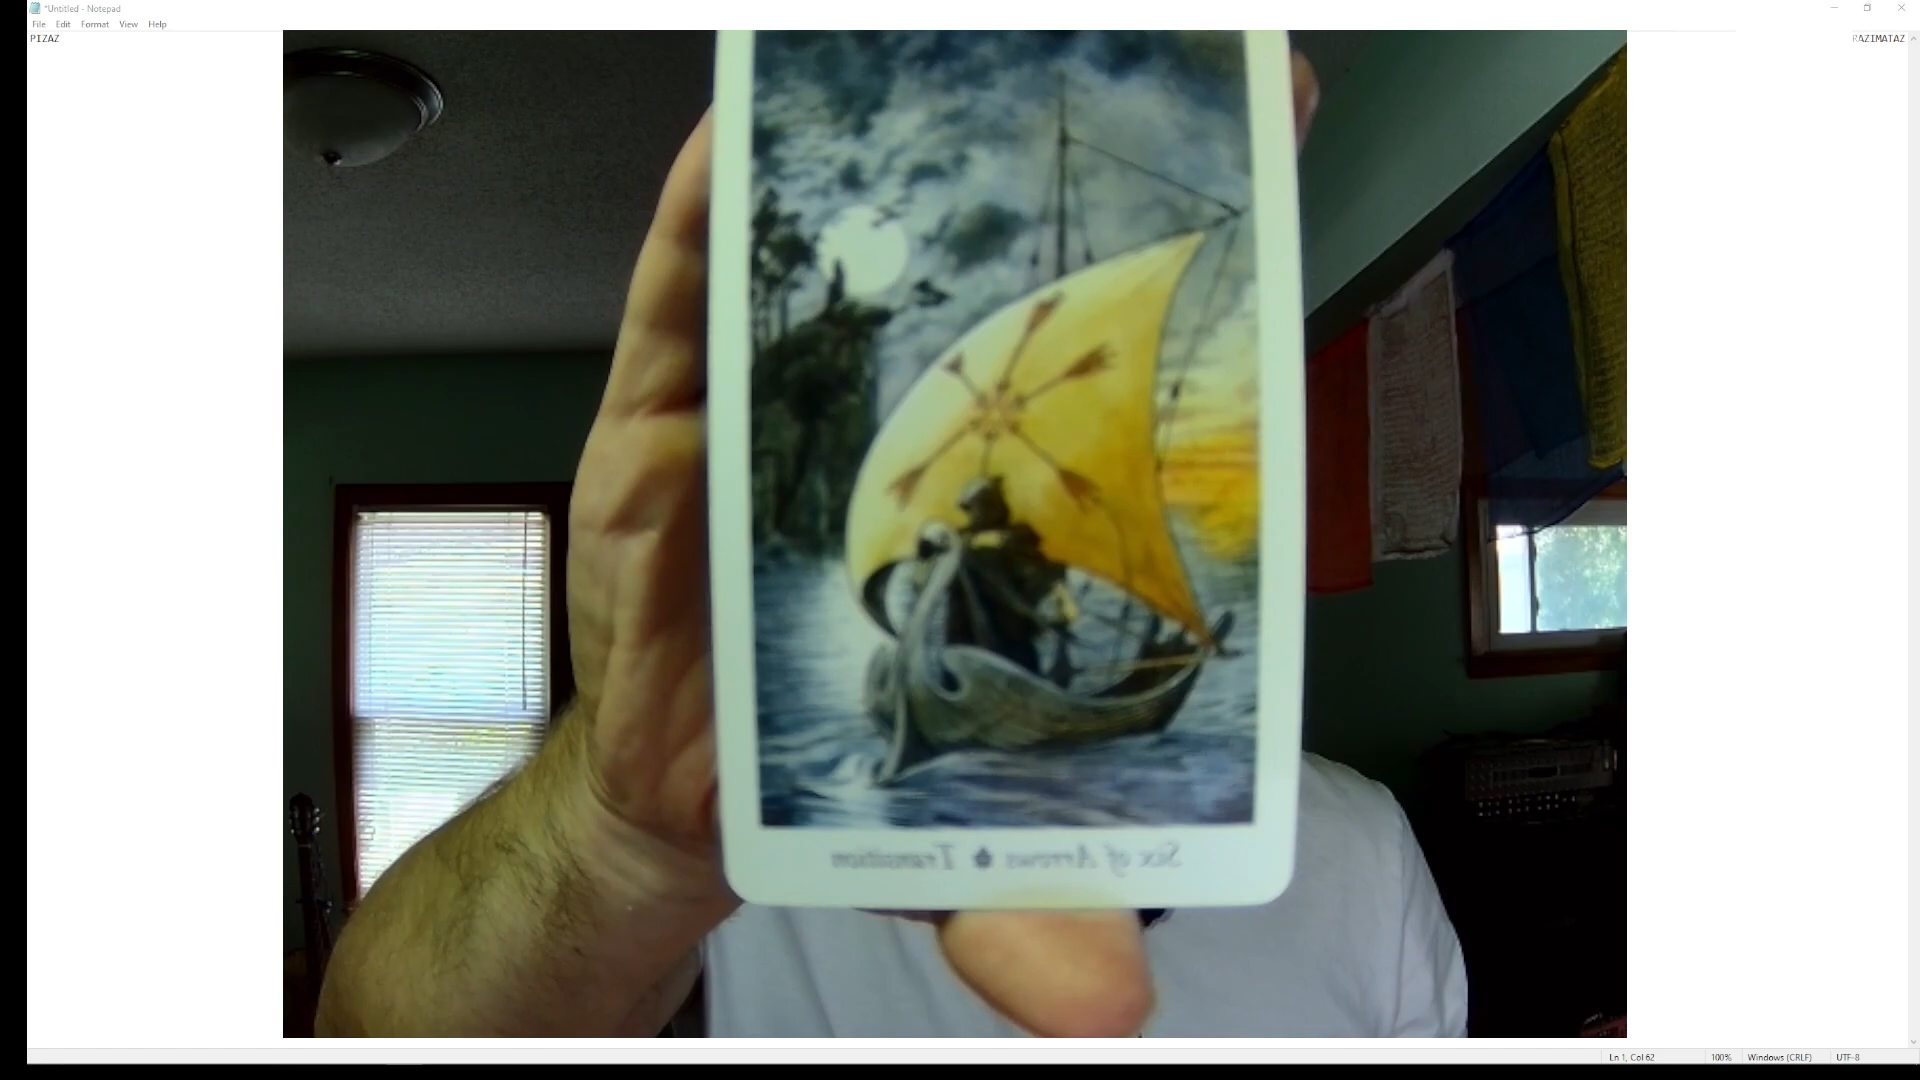 *Untitled - Notepad
File Edit Format View Help
PIZAZ RAZIMATAZ
Six of Arrows Transition
Ln 1, Col 62 100% Windows (CRLF) UTF-8